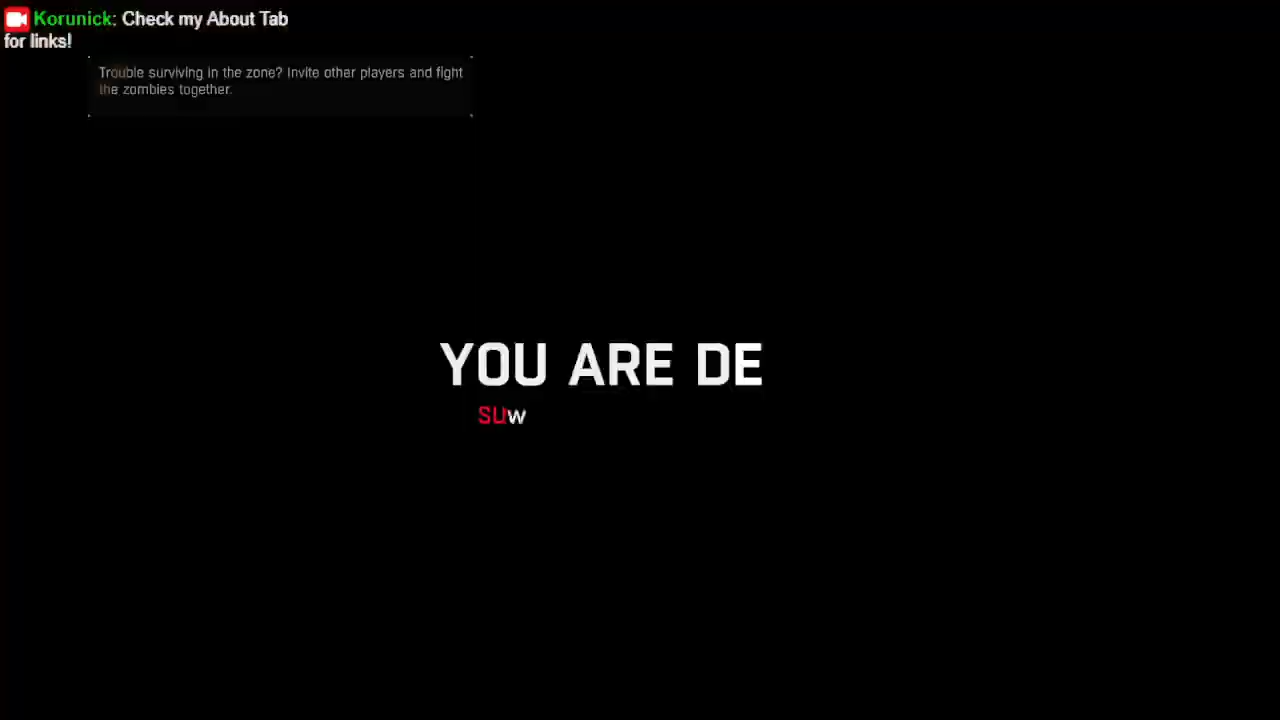 Korunick: Check my About Tab
for links!
Trouble surviving in the zone? Invite other players and fight
the zombies together.
YOU ARE DE
SUw